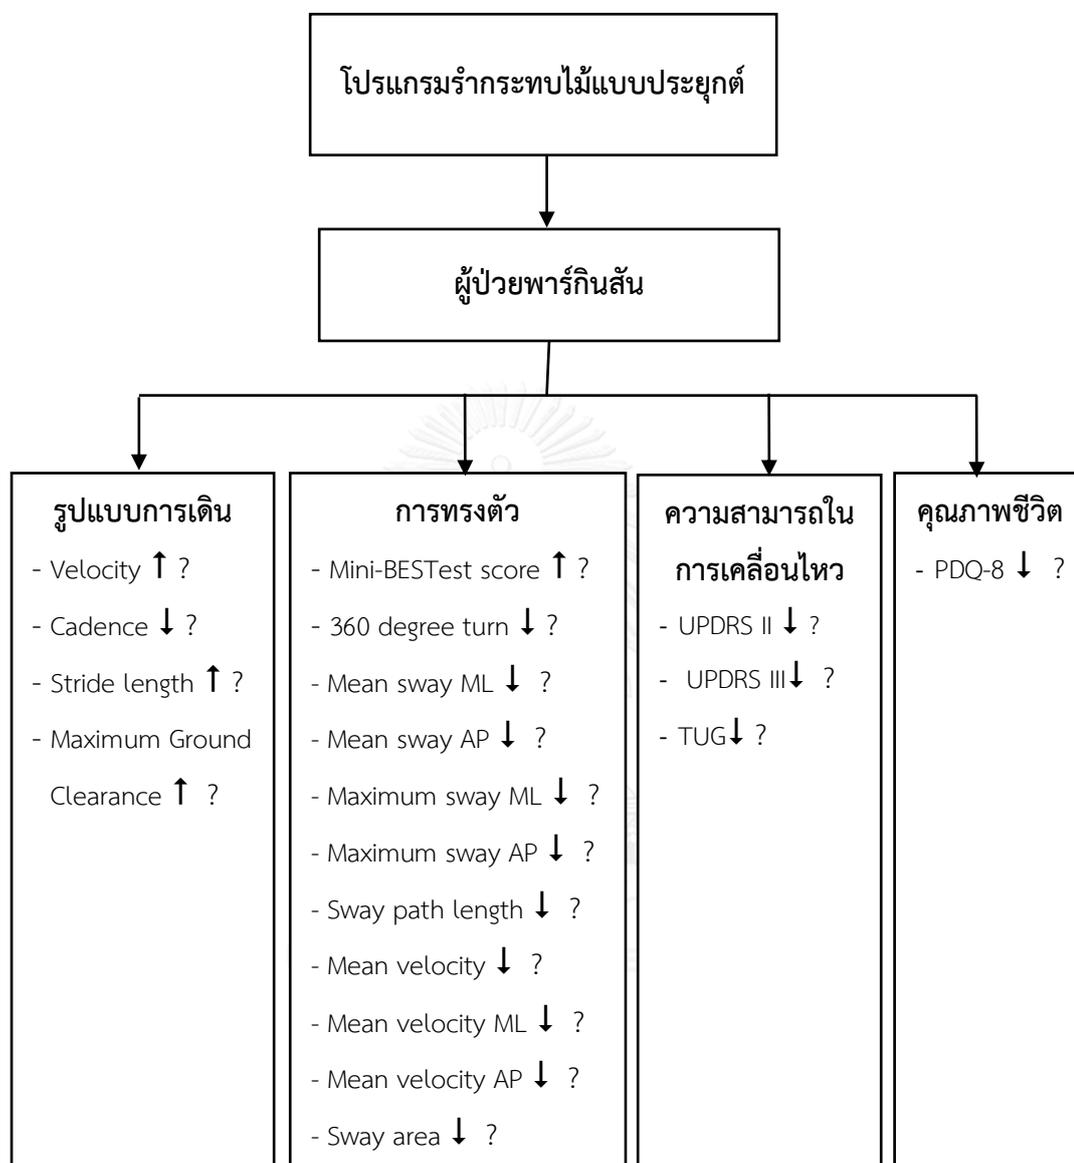 โปรแกรมรำกระทบไม้แบบประยุกต์
ผู้ป่วยพาร์กินสัน
รูปแบบการเดิน
- Velocity ↑ ?
- Cadence ↓ ?
- Stride length ↑ ?
- Maximum Ground
Clearance ↑ ?
การทรงตัว
- Mini-BESTest score ↑ ?
- 360 degree turn ↓ ?
- Mean sway ML ↓ ?
- Mean sway AP ↓ ?
- Maximum sway ML ↓ ?
- Maximum sway AP ↓ ?
- Sway path length ↓ ?
- Mean velocity ↓ ?
- Mean velocity ML ↓ ?
- Mean velocity AP ↓ ?
- Sway area ↓ ?
ความสามารถใน
การเคลื่อนไหว
- UPDRS II ↓ ?
- UPDRS III↓ ?
- TUG↓ ?
คุณภาพชีวิต
- PDQ-8 ↓ ?